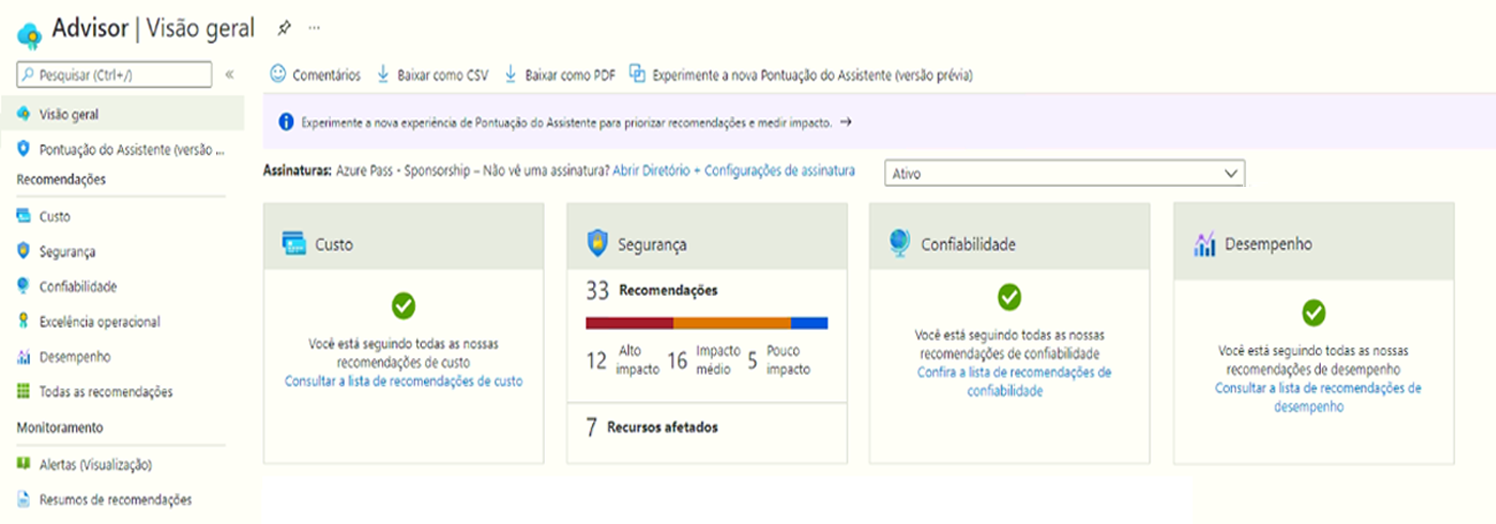 Advisor | Visão geral ...
Pesquisar (Ctrl+/) «
Visão geral
Pontuação do Assistente (versão ...
Recomendações
Custo
Segurança
Confiabilidade
Excelência operacional
Desempenho
Todas as recomendações
Monitoramento
Alertas (Visualização)
Resumos de recomendações
Comentários Baixar como CSV Baixar como PDF Experimente a nova Pontuação do Assistente (versão prévia)
Experimente a nova experiência de Pontuação do Assistente para priorizar recomendações e medir impacto. →
Assinaturas: Azure Pass - Sponsorship – Não vê uma assinatura? Abrir Diretório + Configurações de assinatura
Ativo
Custo
Você está seguindo todas as nossas
recomendações de custo
Consultar a lista de recomendações de custo
Segurança
33 Recomendações
12 Alto impacto 16 Impacto médio 5 Pouco impacto
7 Recursos afetados
Confiabilidade
Você está seguindo todas as nossas
recomendações de confiabilidade
Confira a lista de recomendações de
confiabilidade
Desempenho
Você está seguindo todas as nossas
recomendações de desempenho
Consultar a lista de recomendações de
desempenho